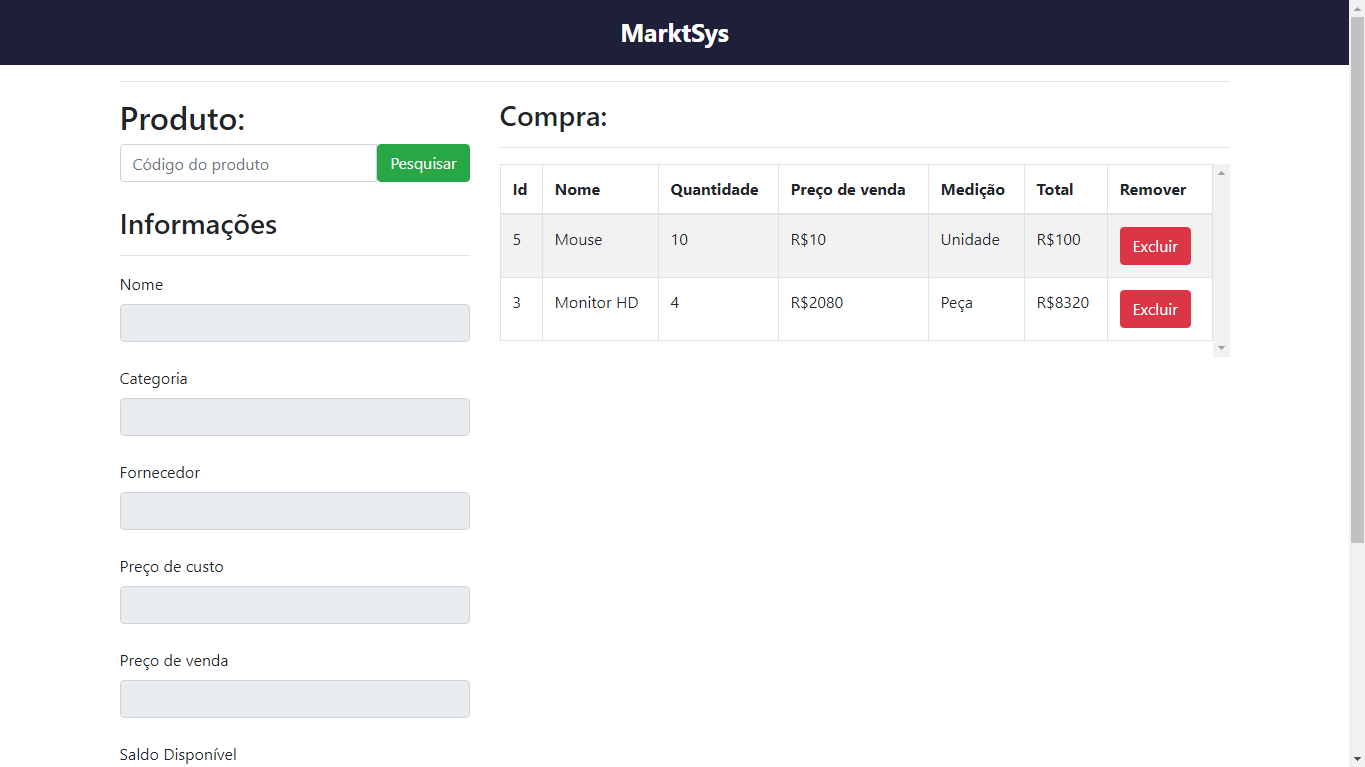 MarktSys
Produto:
Código do produto
Pesquisar
Informações
Nome
Categoria
Fornecedor
Preço de custo
Preço de venda
Saldo Disponível
Compra:
Id Nome Quantidade Preço de venda Medição Total Remover
5 Mouse 10 R$10 Unidade R$100 Excluir
3 Monitor HD 4 R$2080 Peça R$8320 Excluir